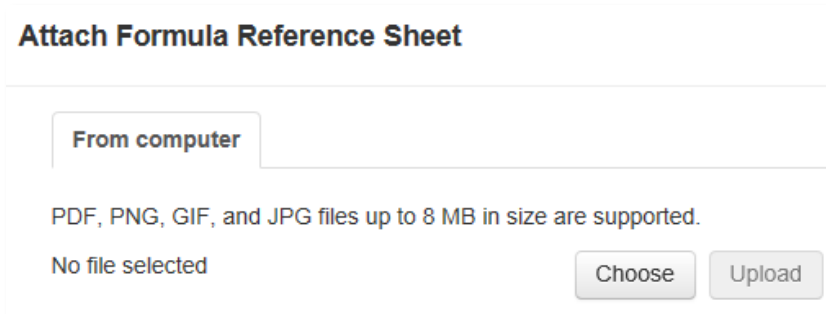 Attach Formula Reference Sheet
From computer
PDF, PNG, GIF, and JPG files up to 8 MB in size are supported.
No file selected
Choose
Upload